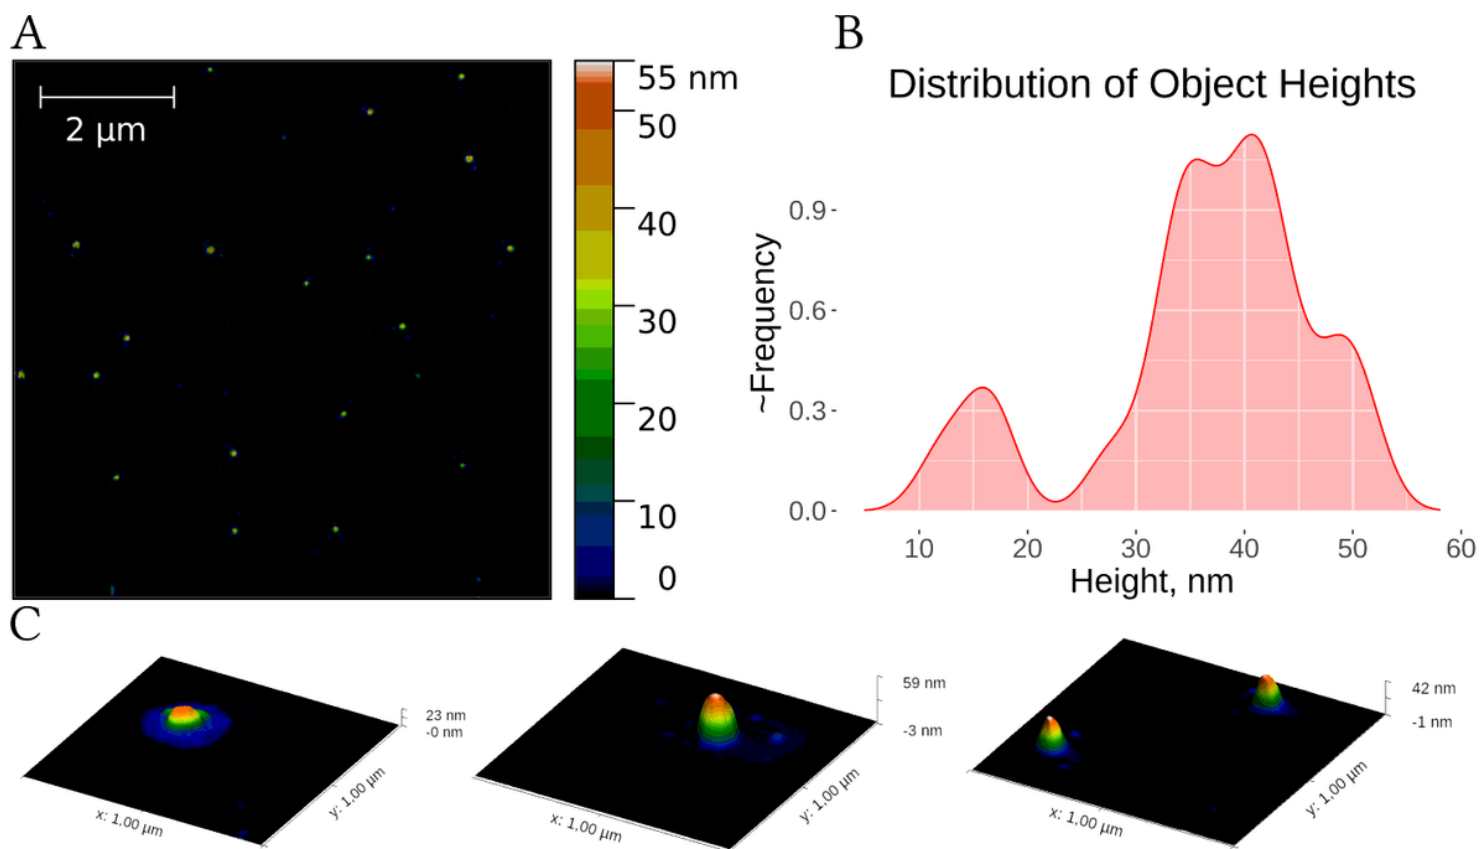 A
2 µm
55 nm
50
40
30
20
10
0
B
Distribution of Object Heights
~Frequency
0.9
0.6
0.3
0.0
10 20 30 40 50 60
Height, nm
C
23 nm
-0 nm
x: 1,00 µm
y: 1,00 µm
59 nm
-3 nm
x: 1,00 µm
y: 1,00 µm
42 nm
-1 nm
x: 1,00 µm
y: 1,00 µm